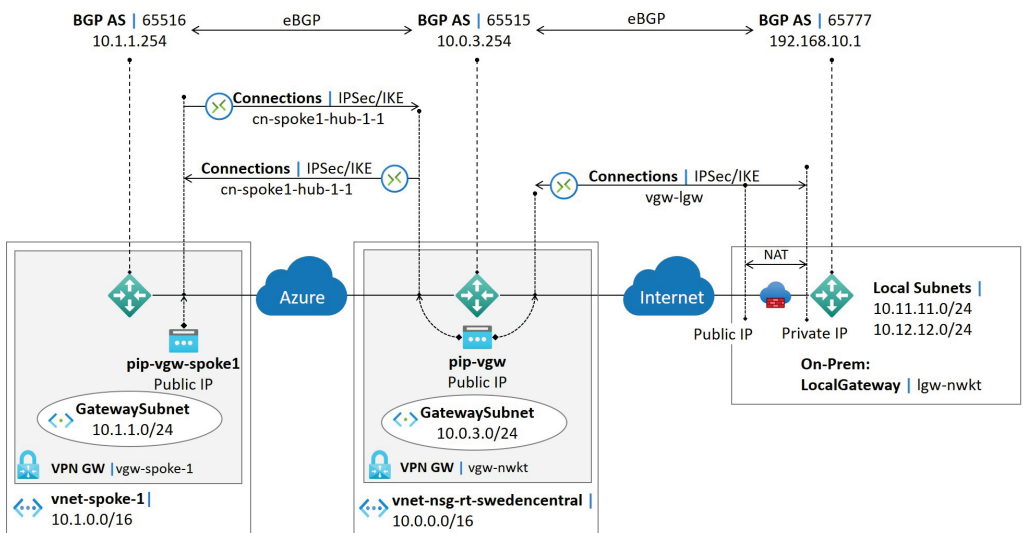 BGP AS | 65516
10.1.1.254
eBGP
BGP AS | 65515
10.0.3.254
eBGP
BGP AS | 65777
192.168.10.1
Connections | IPSec/IKE
cn-spoke1-hub-1-1
Connections | IPSec/IKE
cn-spoke1-hub-1-1
Connections | IPSec/IKE
vgw-lgw
Azure
Internet
NAT
Public IP
Private IP
Local Subnets |
10.11.11.0/24
10.12.12.0/24
On-Prem:
LocalGateway | lgw-nwkt
pip-vgw-spoke1
Public IP
GatewaySubnet
10.1.1.0/24
VPN GW |vgw-spoke-1
vnet-spoke-1|
10.1.0.0/16
pip-vgw
Public IP
GatewaySubnet
10.0.3.0/24
VPN GW | vgw-nwkt
vnet-nsg-rt-swedencentral |
10.0.0.0/16